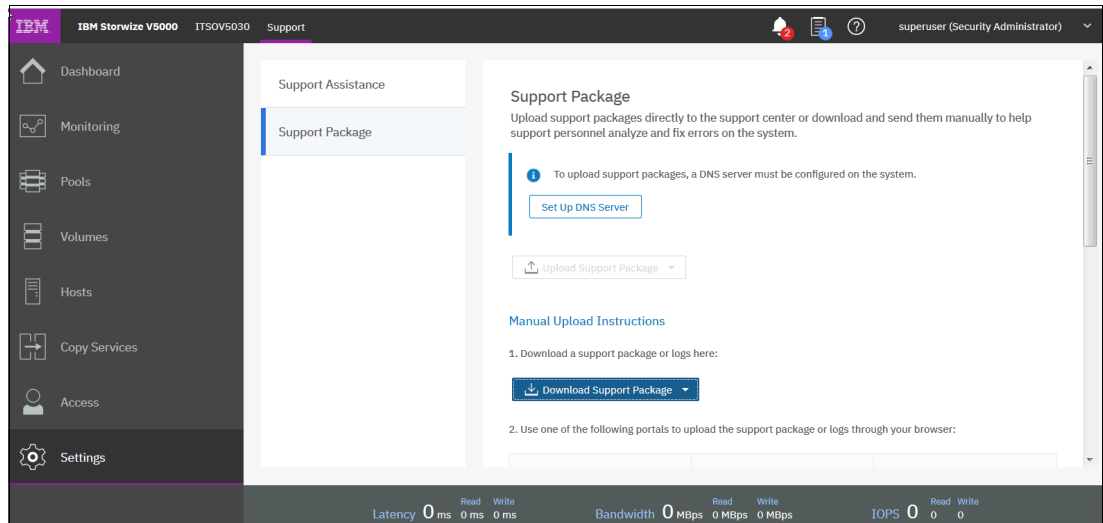 IBM IBM Storwize V5000 ITSOV5030 Support 2 1 ? superuser (Security Administrator)
Dashboard
Monitoring
Pools
Volumes
Hosts
Copy Services
Access
Settings
Support Assistance
Support Package
Support Package
Upload support packages directly to the support center or download and send them manually to help
support personnel analyze and fix errors on the system.
To upload support packages, a DNS server must be configured on the system.
Set Up DNS Server
Upload Support Package
Manual Upload Instructions
1. Download a support package or logs here:
Download Support Package
2. Use one of the following portals to upload the support package or logs through your browser:
Read Write Read Write Read Write
Latency 0 ms 0 ms 0 ms Bandwidth 0 MBps 0 MBps 0 MBps IOPS 0 0 0